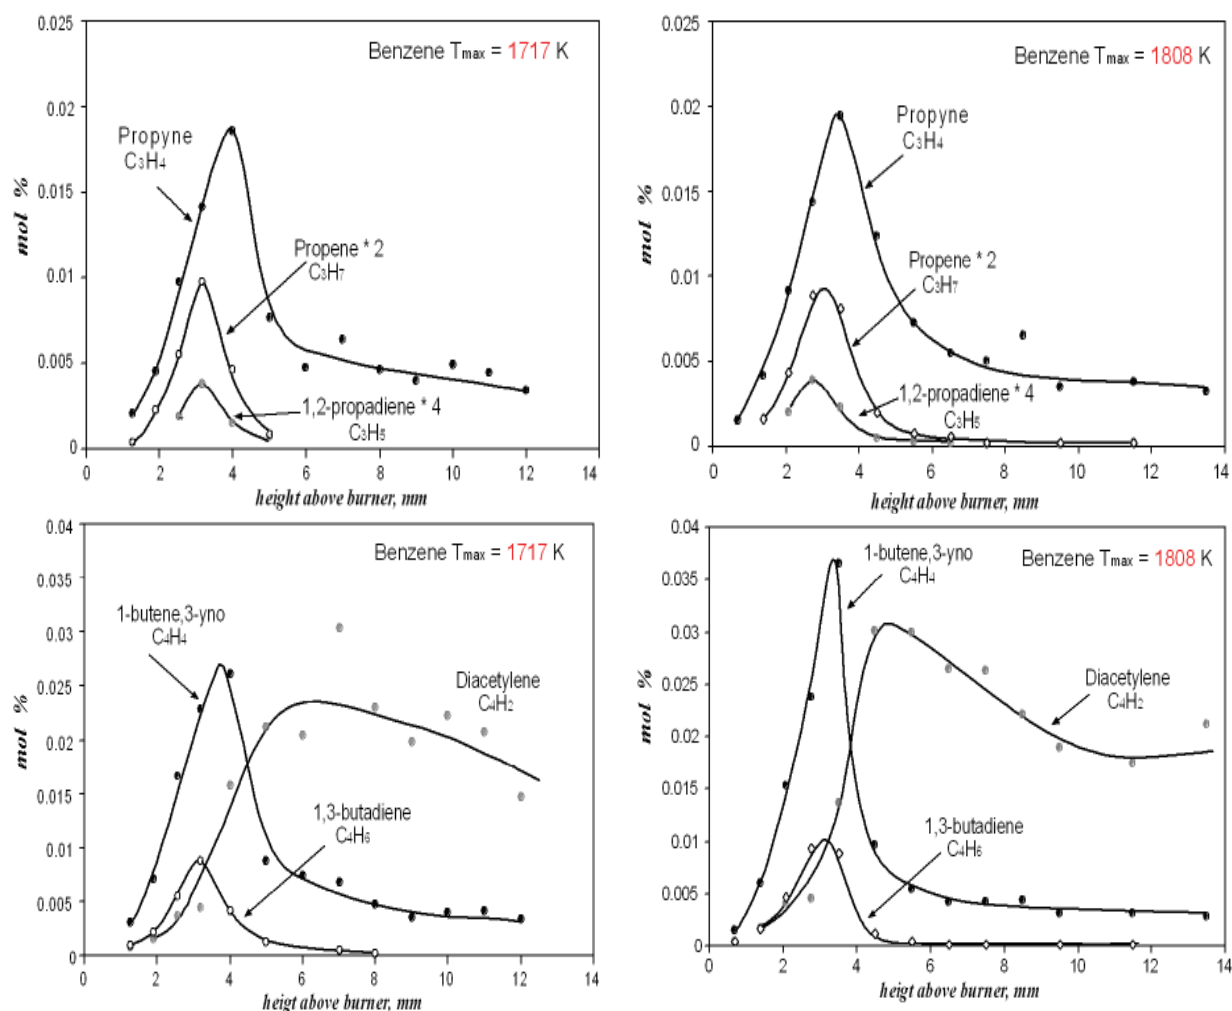 0.025
Benzene Tmax = 1717 K
0.02
Propyne
C3H4
0.015
mol %
Propene * 2
C3H7
0.01
0.005
1,2-propadiene * 4
C3H5
0
0 2 4 6 8 10 12 14
height above burner, mm
0.025
Benzene Tmax = 1808 K
0.02
Propyne
C3H4
0.015
mol %
Propene * 2
C3H7
0.01
0.005
1,2-propadiene * 4
C3H5
0
0 2 4 6 8 10 12 14
height above burner, mm
0.04
Benzene Tmax = 1717 K
0.035
1-butene,3-yno
C4H4
0.03
0.025
mol %
Diacetylene
C4H2
0.02
0.015
1,3-butadiene
C4H6
0.01
0.005
0
0 2 4 6 8 10 12 14
heigt above burner, mm
0.04
1-butene,3-yno
C4H4
Benzene Tmax = 1808 K
0.035
0.03
0.025
mol %
Diacetylene
C4H2
0.02
0.015
1,3-butadiene
C4H6
0.01
0.005
0
0 2 4 6 8 10 12 14
heigt above burner, mm